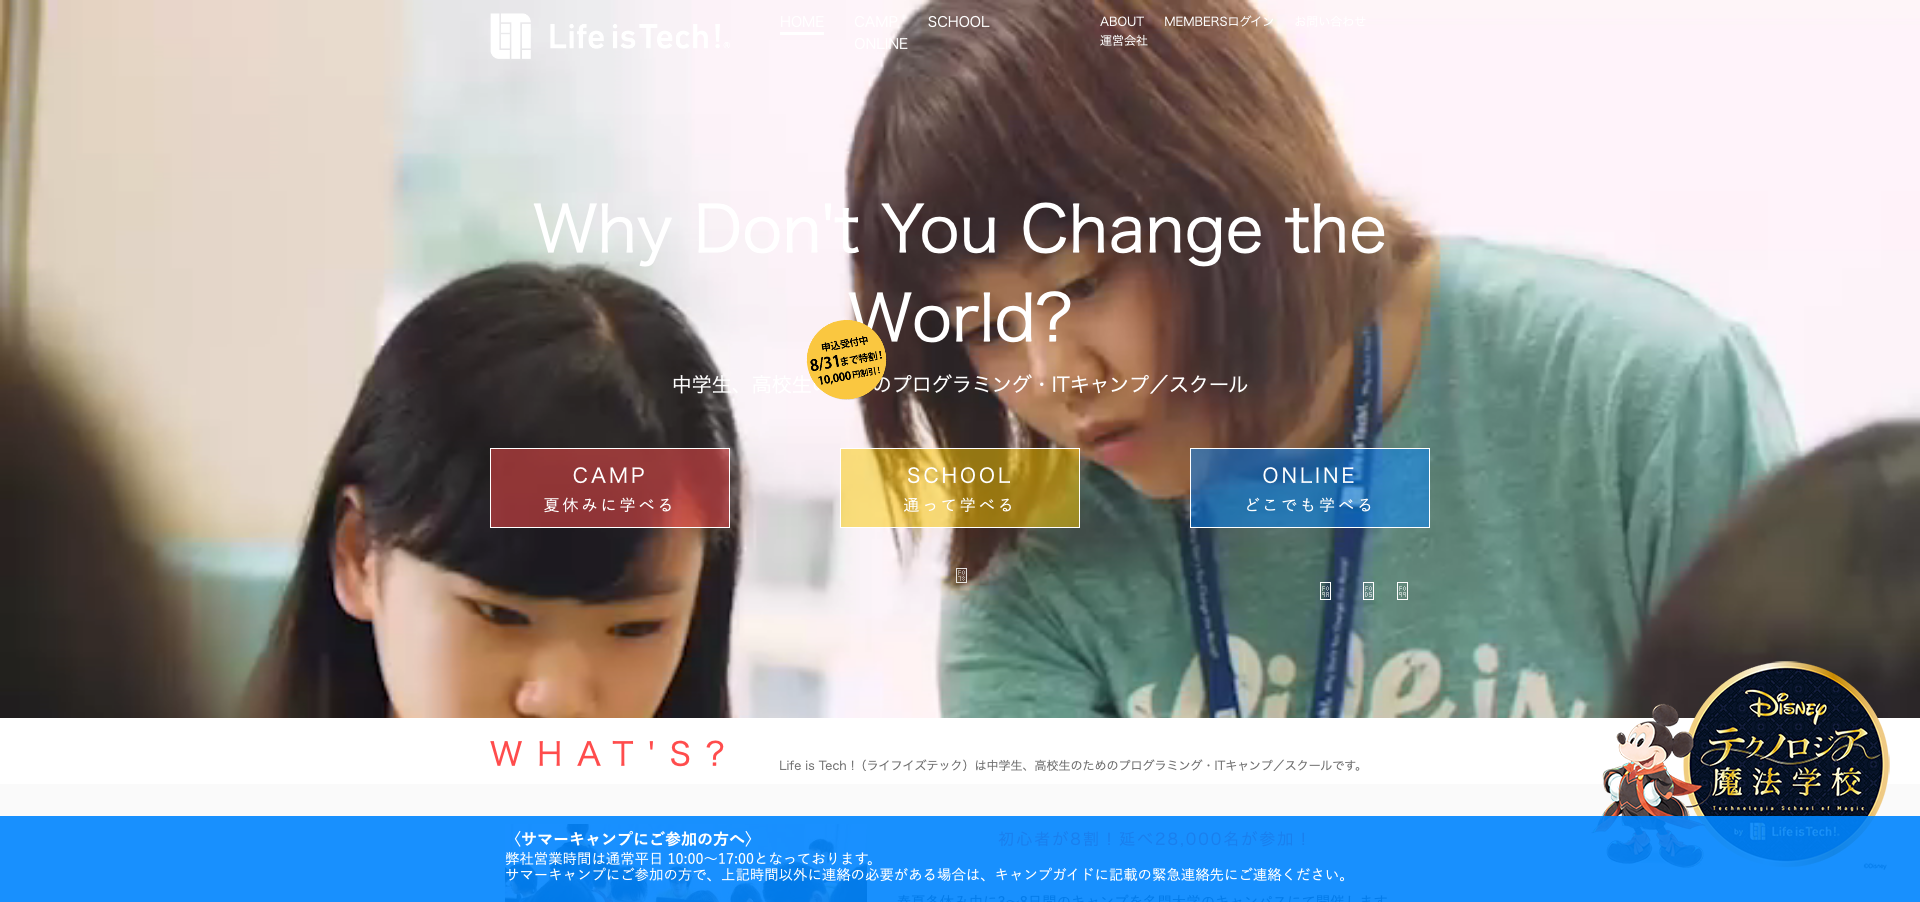 Life is Tech!
HOME
CAMP
SCHOOL
ONLINE
ABOUT
MEMBERSログイン
お問い合わせ
運営会社
Why Don't You Change the
World?
申込受付中
8/31まで特割!
10,000円割引!
中学生、高校生 のプログラミング・ITキャンプ／スクール
CAMP
夏休みに学べる
SCHOOL
通って学べる
ONLINE
どこでも学べる
Life is
WHAT'S?
Life is Tech !（ライフイズテック）は中学生、高校生のためのプログラミング・ITキャンプ／スクールです。
Disney
テクノロジア
魔法学校
Technologia School of Magic
by Life is Tech!
©Disney
〈サマーキャンプにご参加の方へ〉
弊社営業時間は通常平日 10:00〜17:00となっております。
サマーキャンプにご参加の方で、上記時間以外に連絡の必要がある場合は、キャンプガイドに記載の緊急連絡先にご連絡ください。
初心者が8割！延べ28,000名が参加！